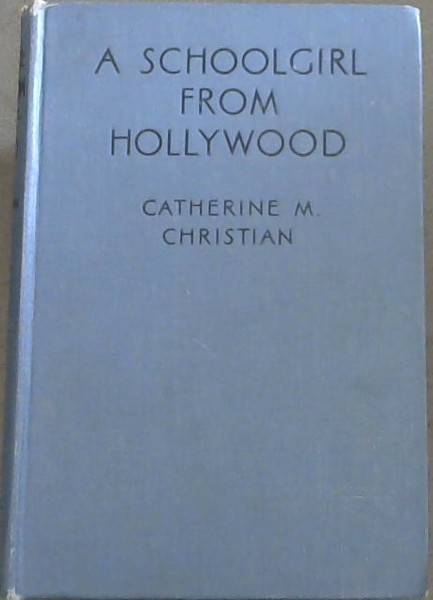 A SCHOOLGIRL
FROM
HOLLYWOOD
CATHERINE M.
CHRISTIAN